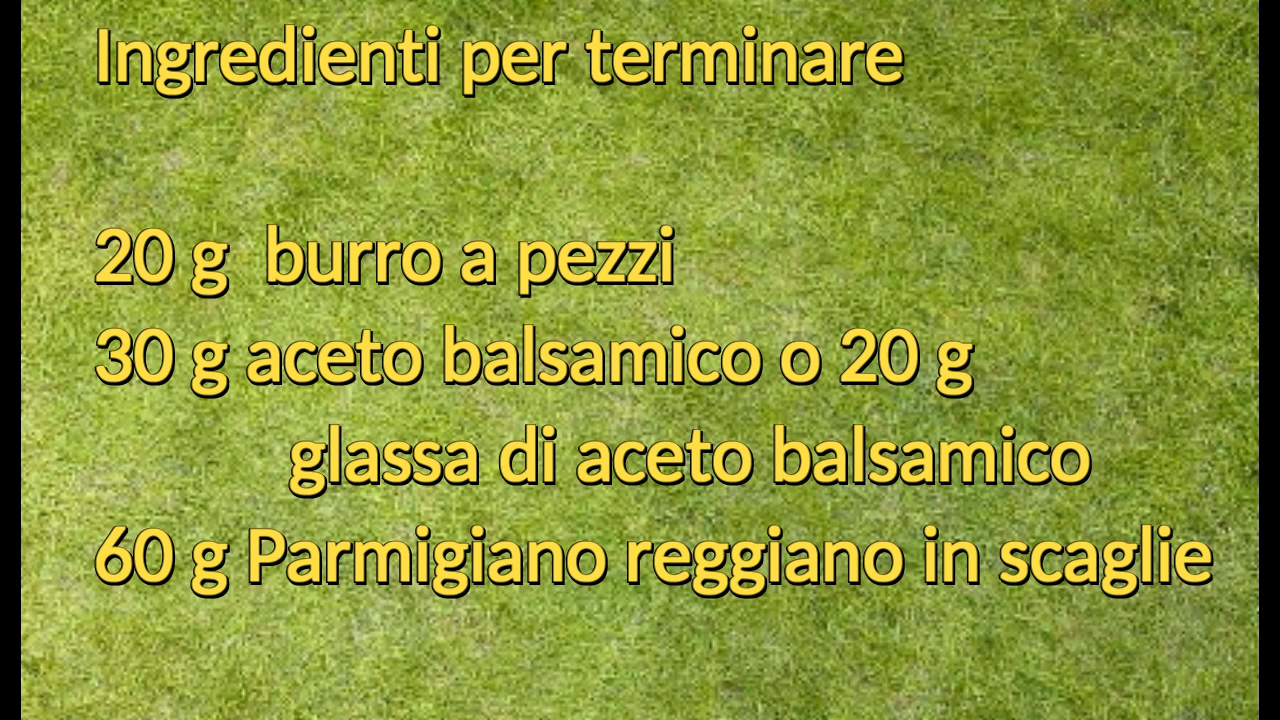 Ingredienti per terminare
20 g  burro a pezzi
30 g aceto balsamico o 20 g
glassa di aceto balsamico
60 g Parmigiano reggiano in scaglie